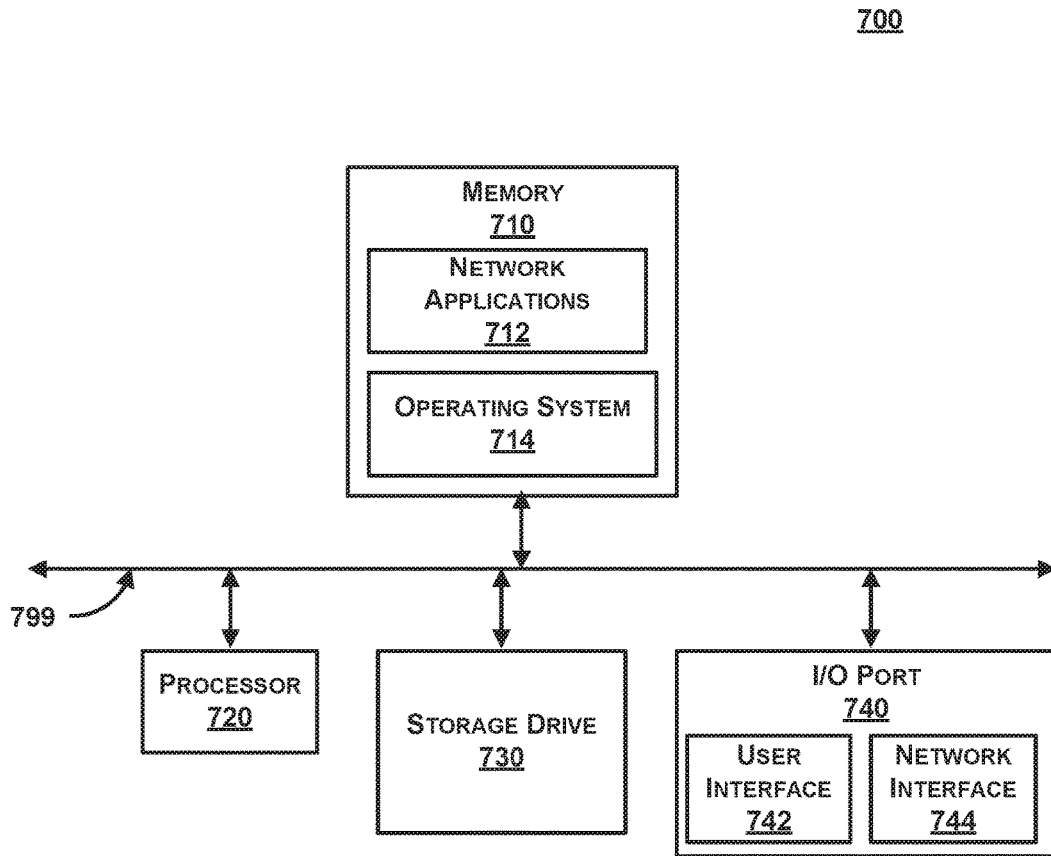 700
MEMORY
710
NETWORK
APPLICATIONS
712
OPERATING SYSTEM
714
799
PROCESSOR
720
STORAGE DRIVE
730
I/O PORT
740
USER
INTERFACE
742
NETWORK
INTERFACE
744